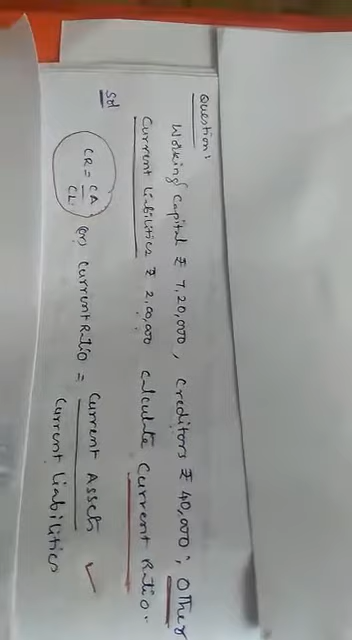 Question:
Working Capital ₹ 7,20,000, Creditors ₹ 40,000; Other
Current Liabilities ₹ 2,00,000 Calculate Current Ratio.
Sol
CR = CA/CL (or) Current Ratio = Current Assets/Current Liabilities